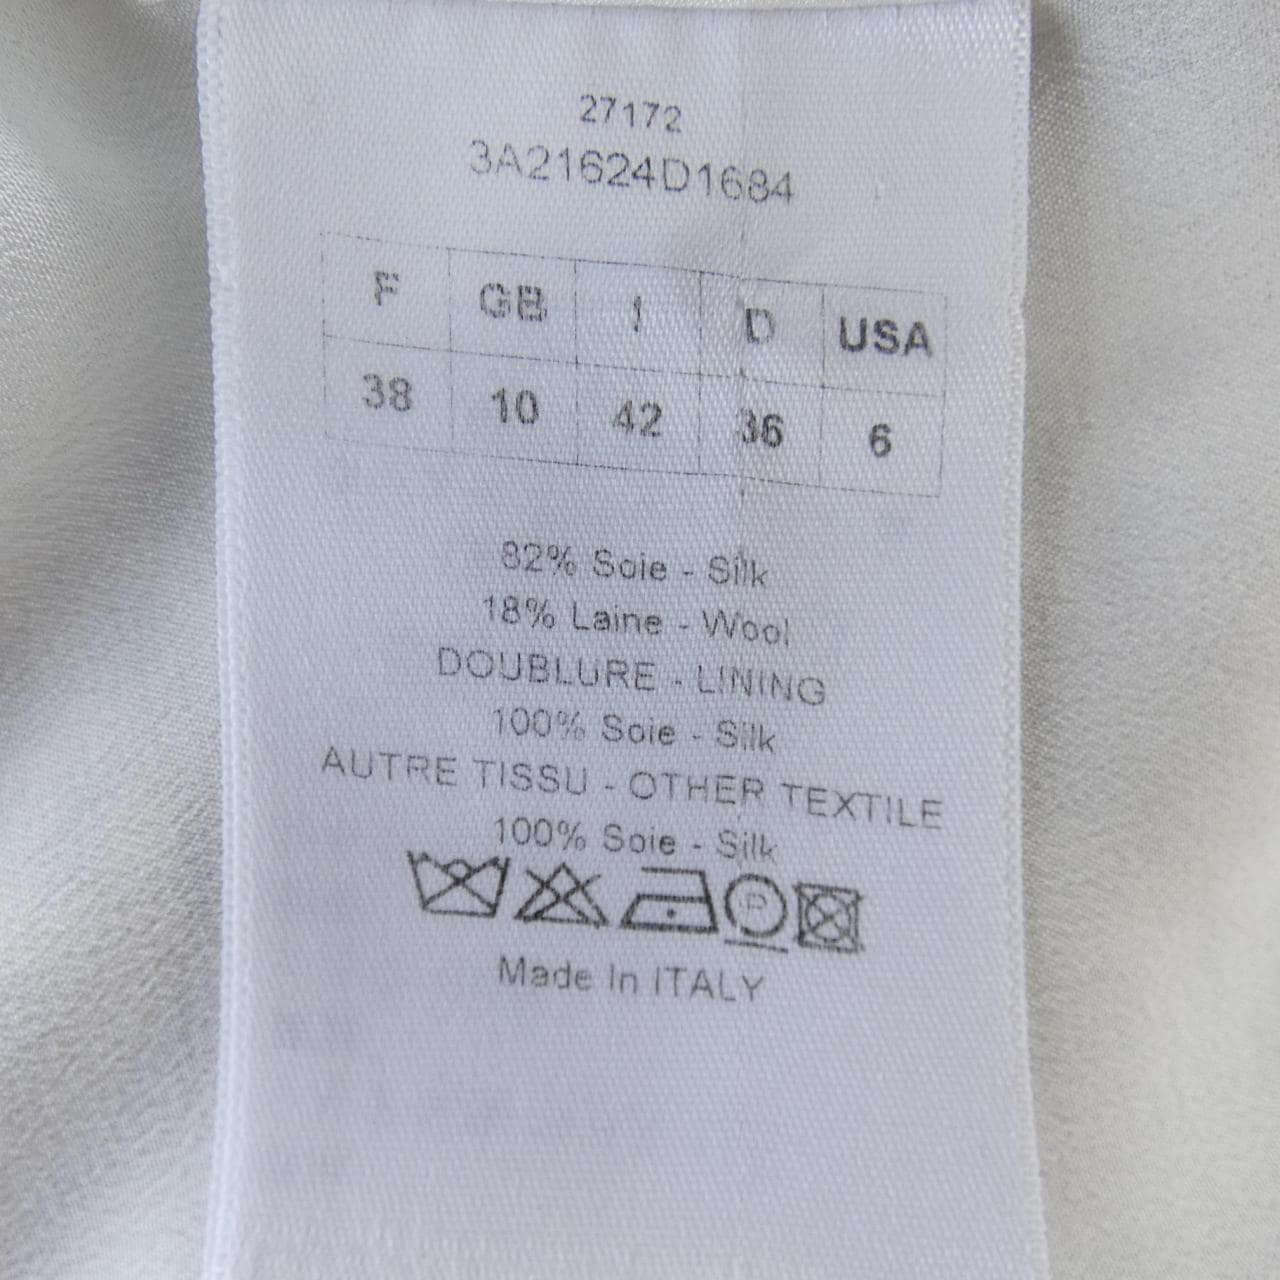 27172
3A21624D1684
F GB I D USA
38 10 42 36 6
82% Soie - Silk
18% Laine - Wool
DOUBLURE - LINING
100% Soie - Silk
AUTRE TISSU - OTHER TEXTILE
100% Soie - Silk
P
Made In ITALY